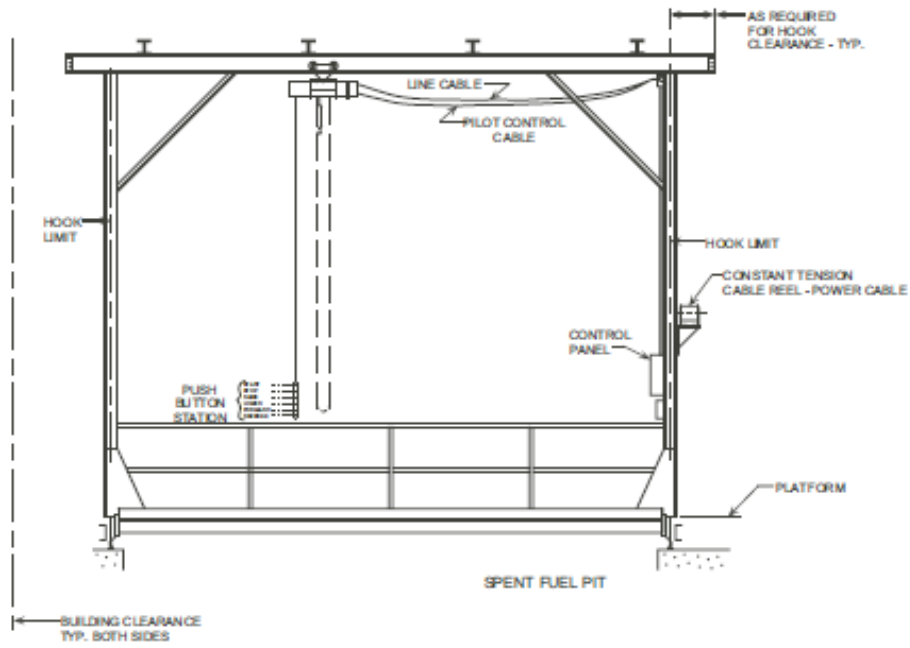 AS REQUIRED
FOR HOOK
CLEARANCE - TYP.
LINE CABLE
PILOT CONTROL
CABLE
HOOK
LIMIT
HOOK LIMIT
CONSTANT TENSION
CABLE REEL - POWER CABLE
CONTROL
PANEL
PUSH
BUTTON
STATION
PLATFORM
SPENT FUEL PIT
BUILDING CLEARANCE
TYP. BOTH SIDES